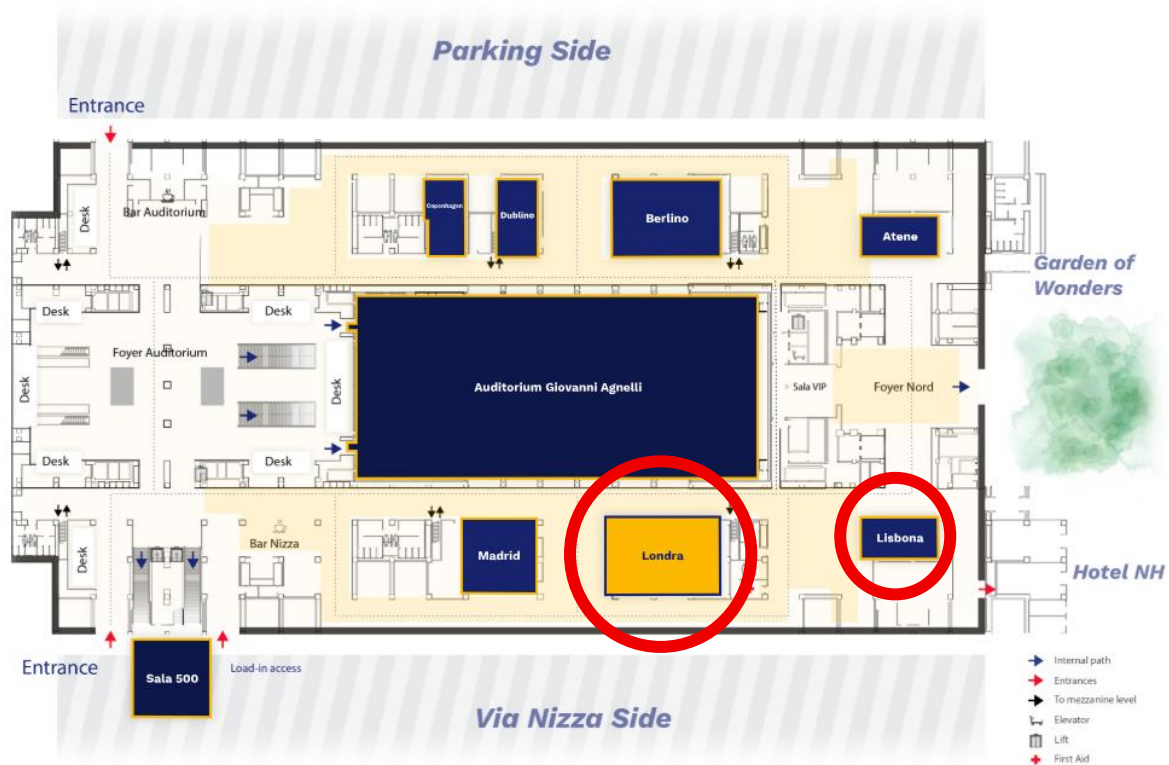 Parking Side
Entrance
Desk
Bar Auditorium
Copenhagen
Dublino
Berlino
Atene
Garden of
Wonders
Desk
Desk
Foyer Auditorium
Desk
Desk
Auditorium Giovanni Agnelli
Sala VIP
Foyer Nord
Desk
Desk
Desk
Bar Nizza
Madrid
Londra
Lisbona
Hotel NH
Entrance
Sala 500
Load-in access
Via Nizza Side
Internal path
Entrances
To mezzanine level
Elevator
Lift
First Aid